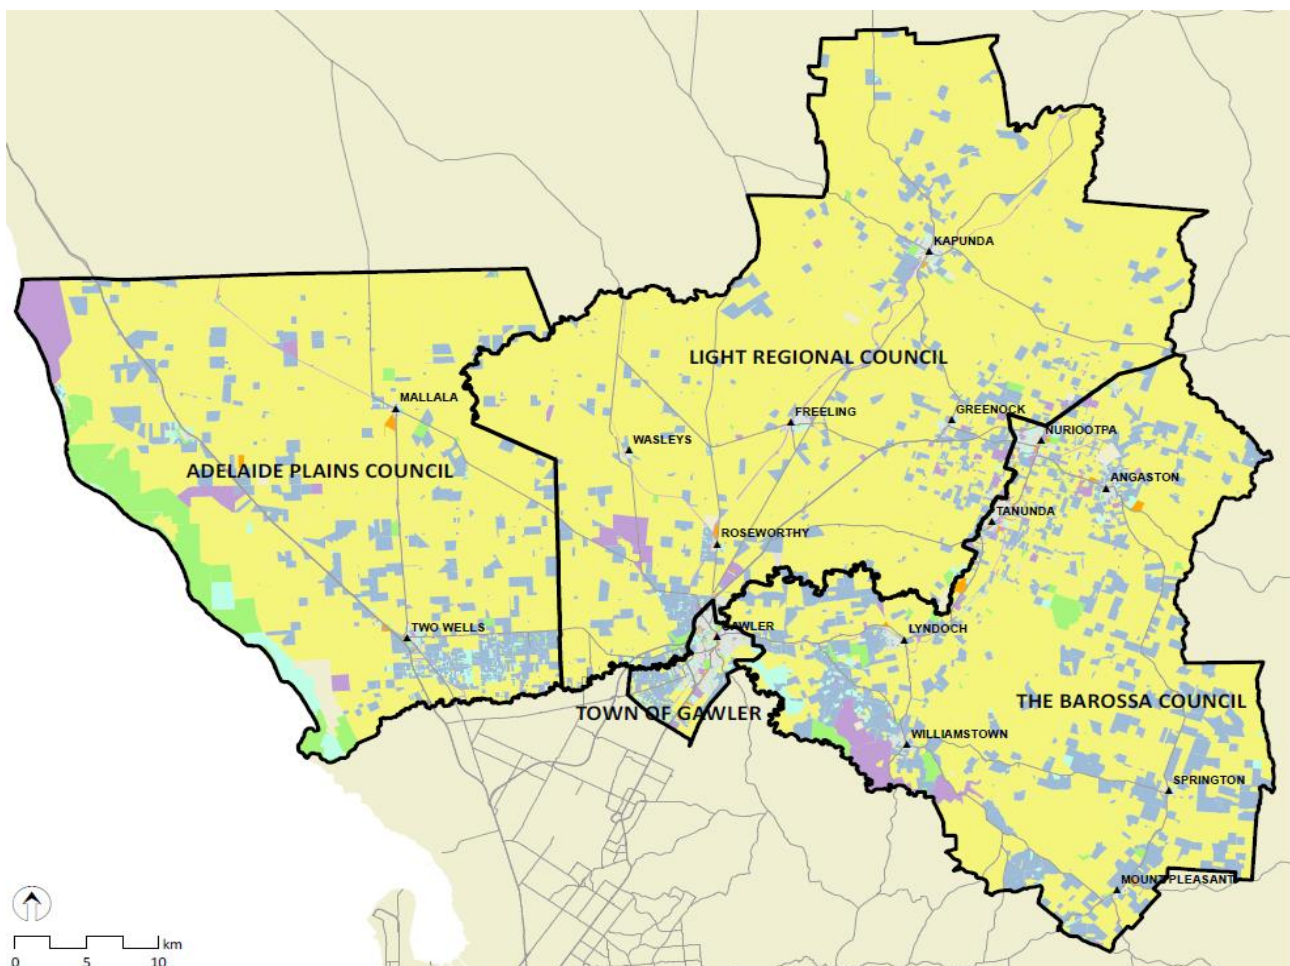 KAPUNDA
LIGHT REGIONAL COUNCIL
MALLALA
FREELING
GREENOCK
NURIOOTPA
WASLEYS
ADELAIDE PLAINS COUNCIL
ANGASTON
TANUNDA
ROSEWORTHY
TWO WELLS
GAWLER
LYNDOCH
THE BAROSSA COUNCIL
TOWN OF GAWLER
WILLIAMSTOWN
SPRINGTON
MOUNT PLEASANT
km
0 5 10